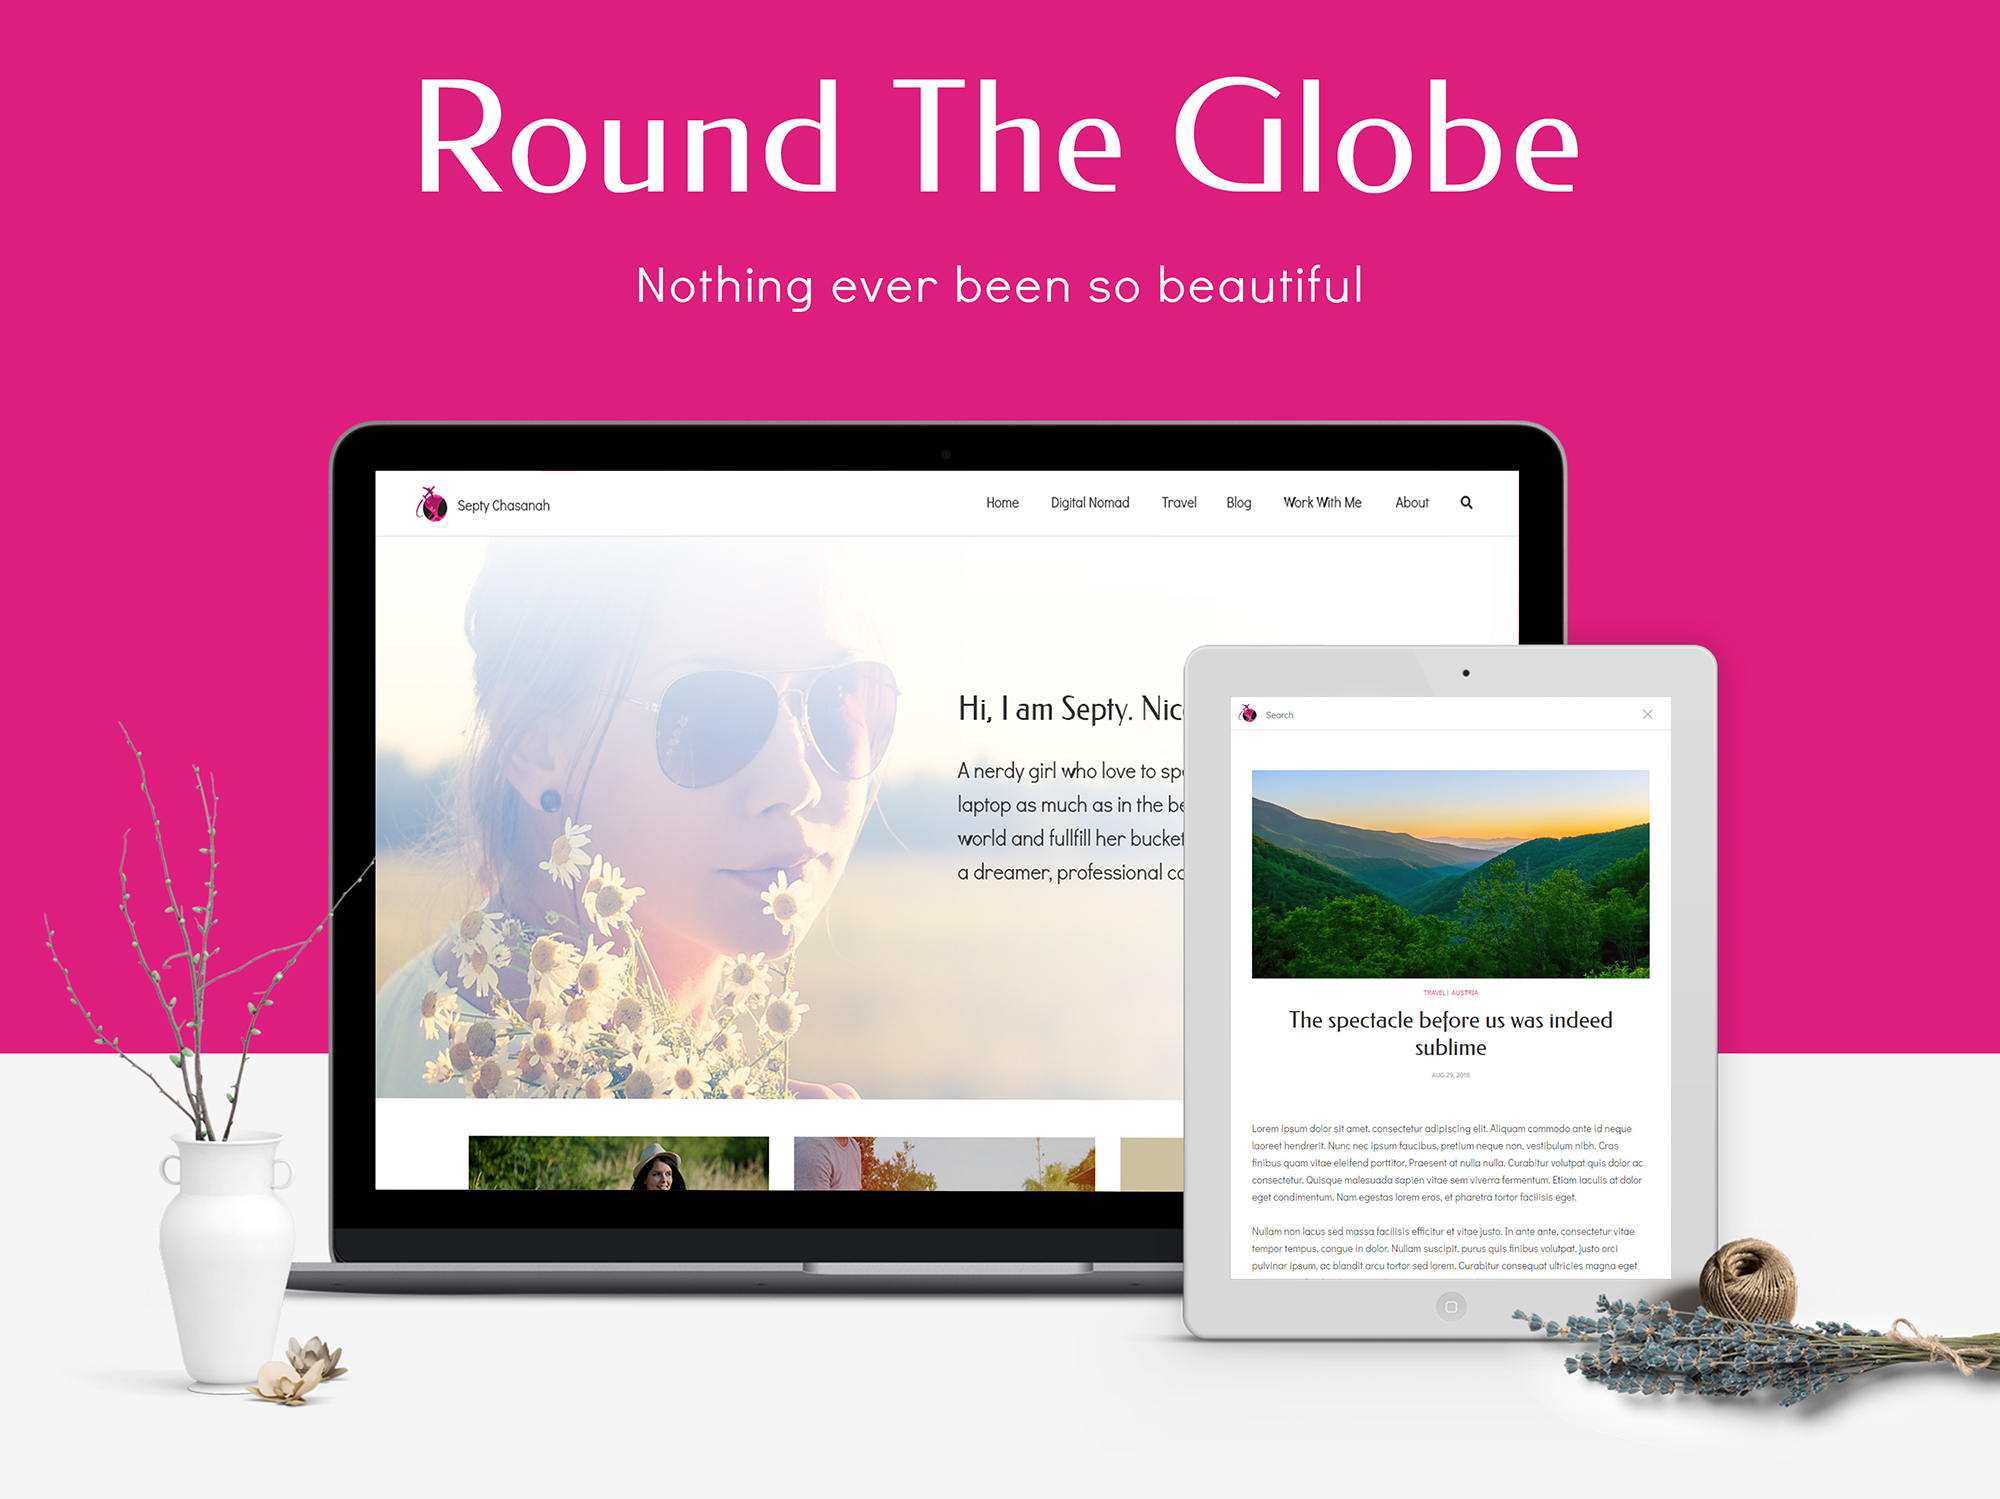 Round The Globe
Nothing ever been so beautiful
Septy Chasanah
Home Digital Nomad Travel Blog Work With Me About
Hi, I am Septy. Nic
A nerdy girl who love to sp
laptop as much as in the be
world and fullfill her bucket
a dreamer, professional co
Search
TRAVEL | AUSTRIA
The spectacle before us was indeed
sublime
AUG 29, 2018
Lorem ipsum dolor sit amet, consectetur adipiscing elit. Aliquam commodo ante id neque
laoreet hendrerit. Nunc nec ipsum faucibus, pretium neque non, vestibulum nibh. Cras
finibus quam vitae eleifend porttitor. Praesent at nulla nulla. Curabitur volutpat quis dolor ac
consectetur. Quisque malesuada sapien vitae sem viverra fermentum. Etiam iaculis at dolor
eget condimentum. Nam egestas lorem eros, et pharetra tortor facilisis eget.
Nullam non lacus sed massa facilisis efficitur et vitae justo. In ante ante, consectetur vitae
tempor tempus, congue in dolor. Nullam suscipit, purus quis finibus volutpat, justo orci
pulvinar ipsum, ac blandit arcu tortor sed lorem. Curabitur consequat ultricies magna eget